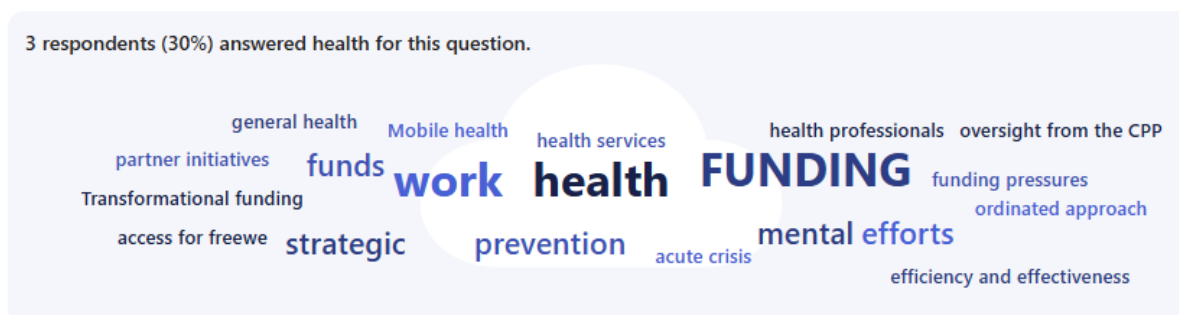 3 respondents (30%) answered health for this question.
general health
Mobile health
health services
health professionals
oversight from the CPP
partner initiatives
funds
work
health
FUNDING
funding pressures
Transformational funding
ordinated approach
access for freewe
strategic
prevention
acute crisis
mental
efforts
efficiency and effectiveness